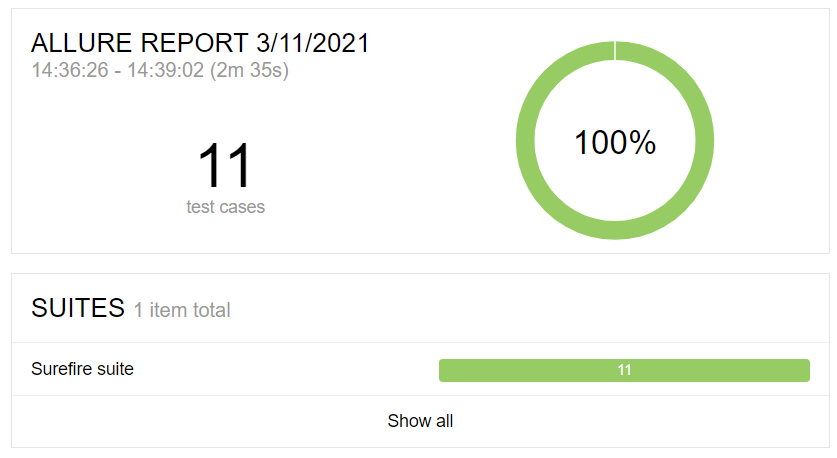 ALLURE REPORT 3/11/2021
14:36:26 - 14:39:02 (2m 35s)
11
test cases
100%
SUITES 1 item total
Surefire suite 11
Show all